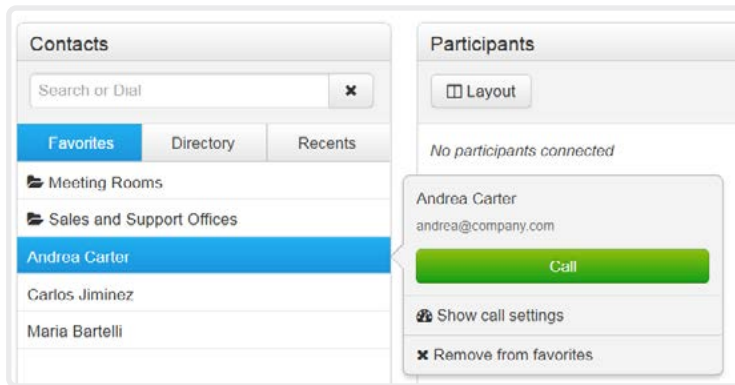 Contacts
Search or Dial
Favorites Directory Recents
Meeting Rooms
Sales and Support Offices
Andrea Carter
Carlos Jiminez
Maria Bartelli
Participants
Layout
No participants connected
Andrea Carter
andrea@company.com
Call
Show call settings
Remove from favorites